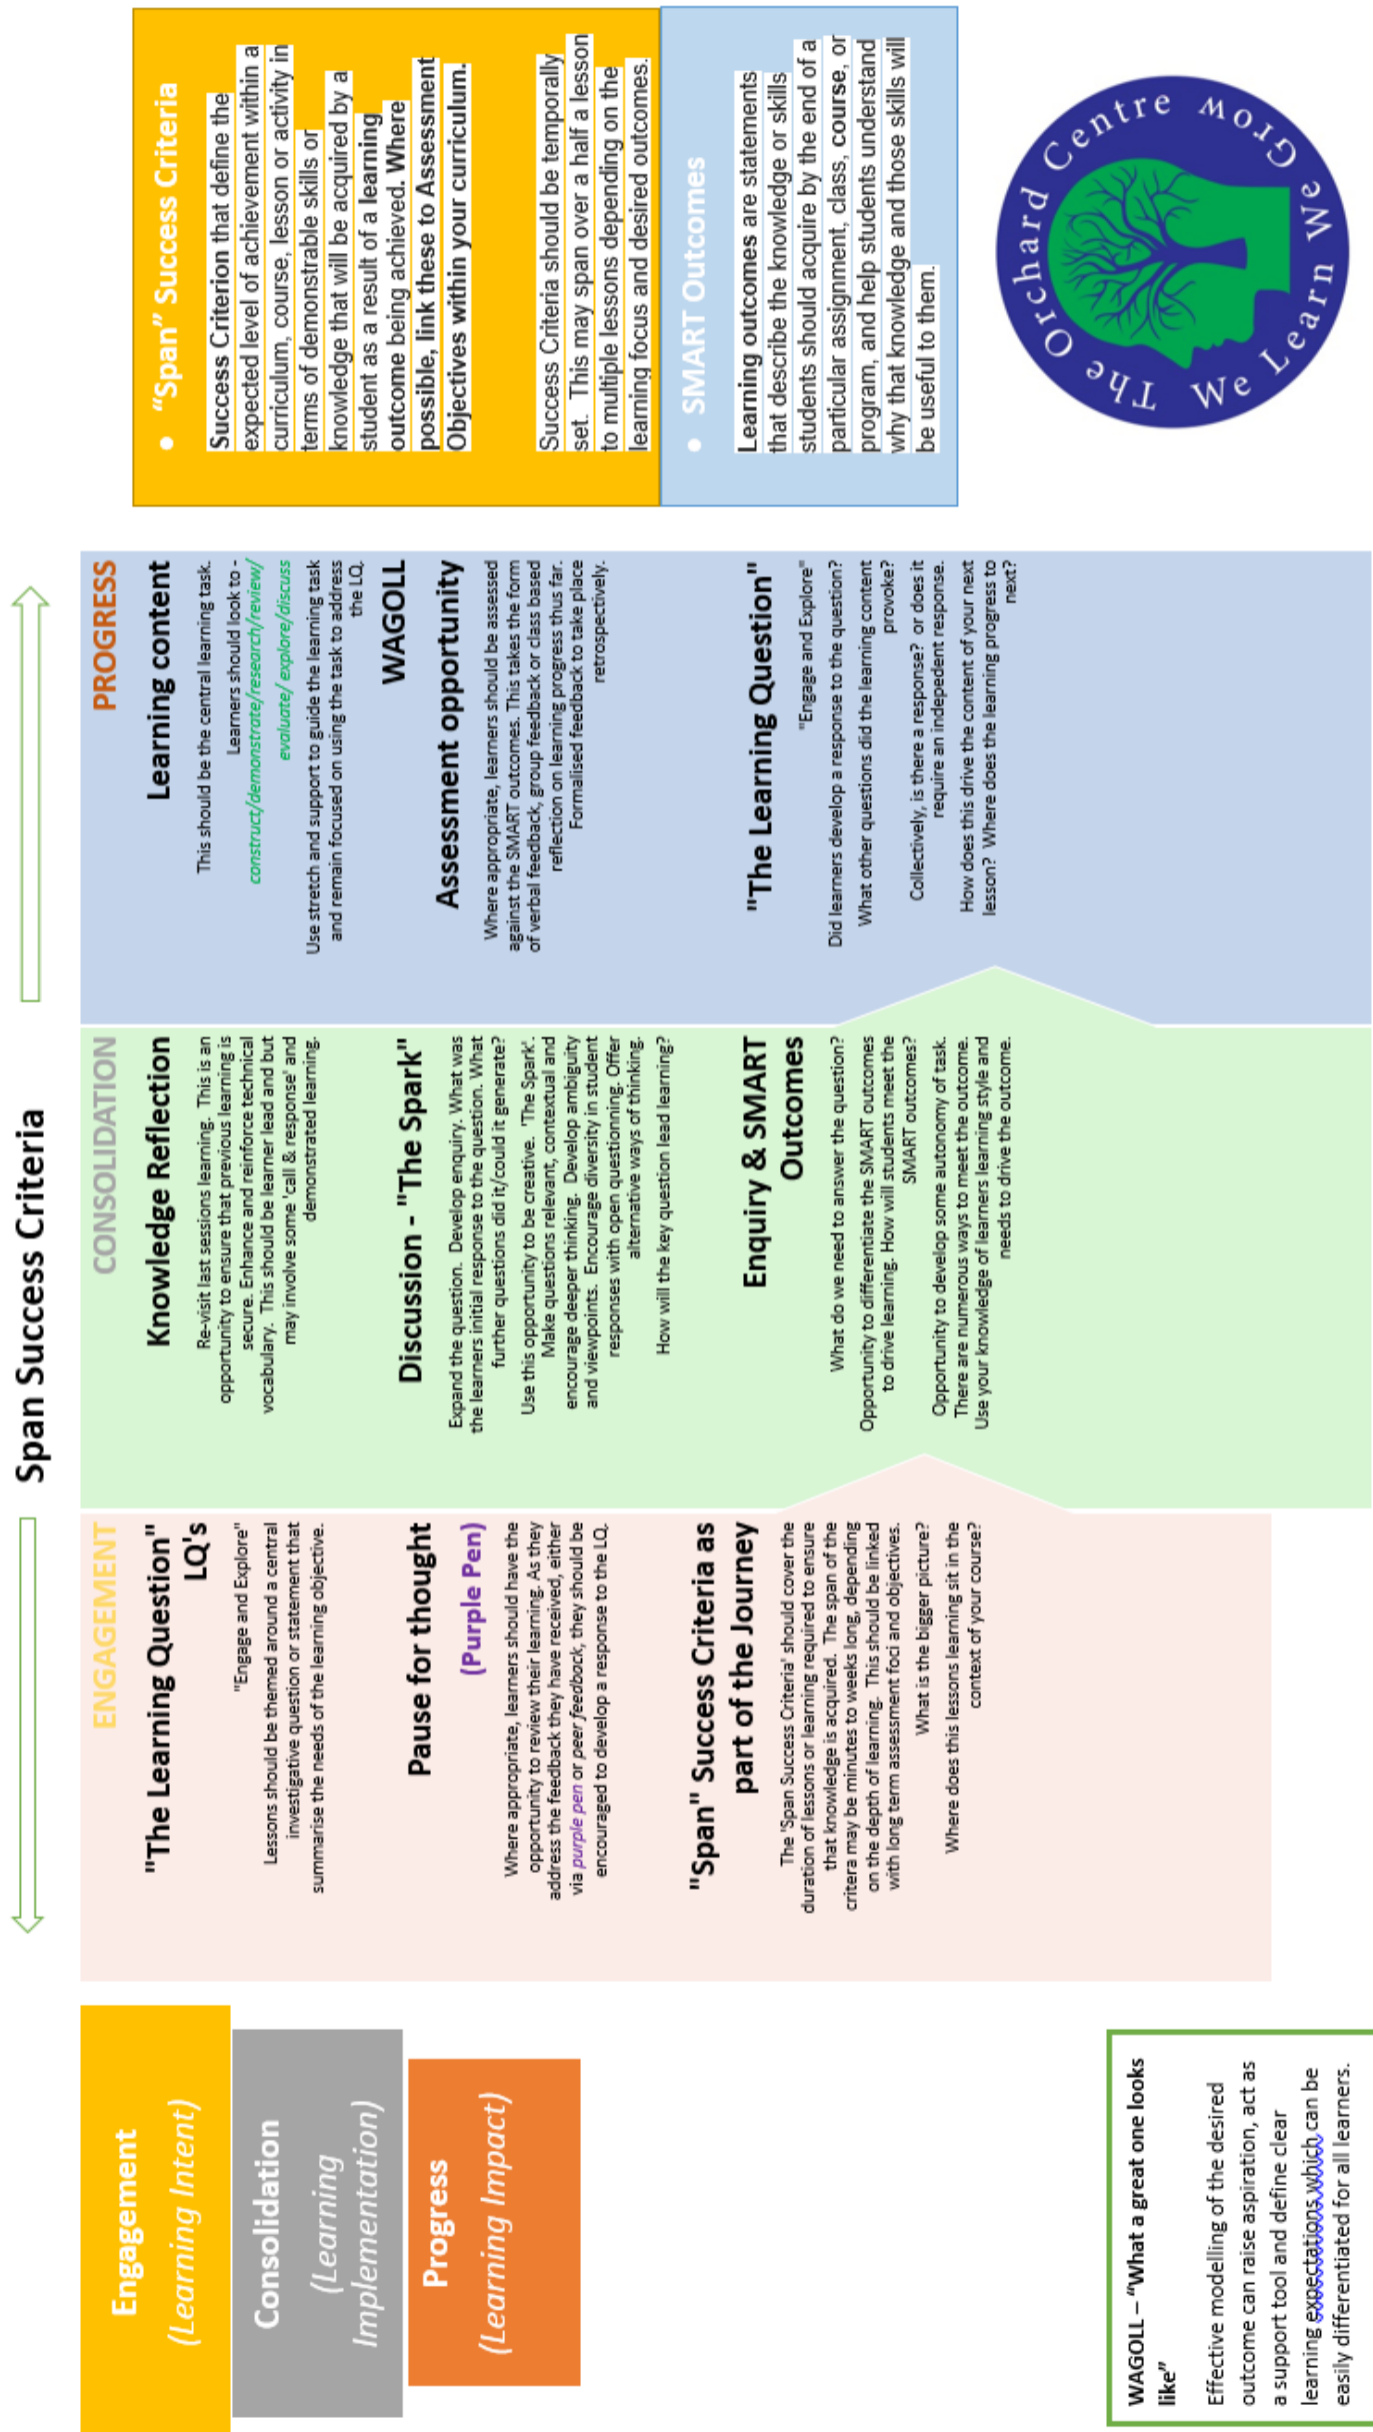 Span Success Criteria
Engagement
(Learning Intent)
Consolidation
(Learning
Implementation)
Progress
(Learning Impact)
WAGOLL – “What a great one looks
like”
Effective modelling of the desired
outcome can raise aspiration, act as
a support tool and define clear
learning expectations which can be
easily differentiated for all learners.
ENGAGEMENT
"The Learning Question"
LQ's
"Engage and Explore"
Lessons should be themed around a central
investigative question or statement that
summarise the needs of the learning objective.
Pause for thought
(Purple Pen)
Where appropriate, learners should have the
opportunity to review their learning. As they
address the feedback they have received, either
via purple pen or peer feedback, they should be
encouraged to develop a response to the LQ.
"Span" Success Criteria as
part of the Journey
The 'Span Success Criteria' should cover the
duration of lessons or learning required to ensure
that knowledge is acquired. The span of the
critera may be minutes to weeks long, depending
on the depth of learning. This should be linked
with long term assessment foci and objectives.
What is the bigger picture?
Where does this lessons learning sit in the
context of your course?
CONSOLIDATION
Knowledge Reflection
Re-visit last sessions learning. This is an
opportunity to ensure that previous learning is
secure. Enhance and reinforce technical
vocabulary. This should be learner lead and but
may involve some 'call & response' and
demonstrated learning.
Discussion - "The Spark"
Expand the question. Develop enquiry. What was
the learners initial response to the question. What
further questions did it/could it generate?
Use this opportunity to be creative. 'The Spark'.
Make questions relevant, contextual and
encourage deeper thinking. Develop ambiguity
and viewpoints. Encourage diversity in student
responses with open questionning. Offer
alternative ways of thinking.
How will the key question lead learning?
Enquiry & SMART
Outcomes
What do we need to answer the question?
Opportunity to differentiate the SMART outcomes
to drive learning. How will students meet the
SMART outcomes?
Opportunity to develop some autonomy of task.
There are numerous ways to meet the outcome.
Use your knowledge of learners learning style and
needs to drive the outcome.
PROGRESS
Learning content
This should be the central learning task.
Learners should look to -
construct/demonstrate/research/review/
evaluate/ explore/discuss
Use stretch and support to guide the learning task
and remain focused on using the task to address
the LQ.
WAGOLL
Assessment opportunity
Where appropriate, learners should be assessed
against the SMART outcomes. This takes the form
of verbal feedback, group feedback or class based
reflection on learning progress thus far.
Formalised feedback to take place
retrospectively.
"The Learning Question"
"Engage and Explore"
Did learners develop a response to the question?
What other questions did the learning content
provoke?
Collectively, is there a response? or does it
require an indepedent response.
How does this drive the content of your next
lesson? Where does the learning progress to
next?
• “Span” Success Criteria
Success Criterion that define the
expected level of achievement within a
curriculum, course, lesson or activity in
terms of demonstrable skills or
knowledge that will be acquired by a
student as a result of a learning
outcome being achieved. Where
possible, link these to Assessment
Objectives within your curriculum.
Success Criteria should be temporally
set. This may span over a half a lesson
to multiple lessons depending on the
learning focus and desired outcomes.
• SMART Outcomes
Learning outcomes are statements
that describe the knowledge or skills
students should acquire by the end of a
particular assignment, class, course, or
program, and help students understand
why that knowledge and those skills will
be useful to them.
The Orchard Centre
We Learn We Grow